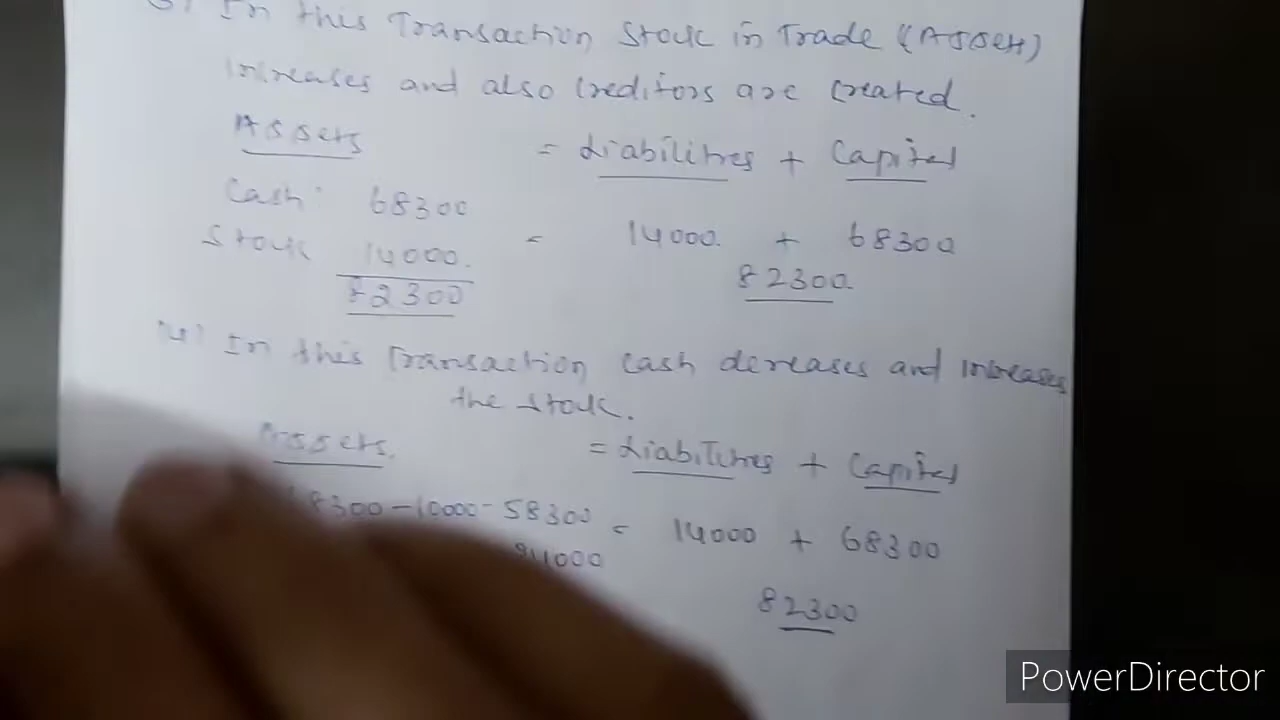 In this Transaction Stock in Trade (Asset)
increases and also Creditors are created.
Assets = Liabilities + Capital
Cash 68300
Stock 14000. = 14000. + 68300
82300 82300.
In this Transaction cash decreases and increases
the Stock.
Assets. = Liabilities + Capital
68300-10000-58300 = 14000 + 68300
24000
82300
PowerDirector